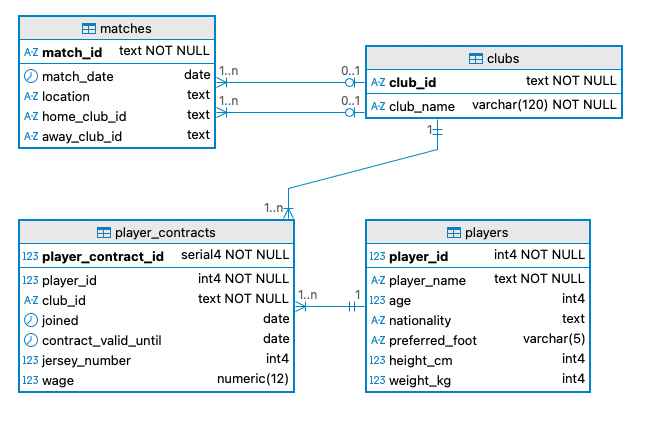 matches
A-Z match_id text NOT NULL
match_date date
A-Z location text
A-Z home_club_id text
A-Z away_club_id text
1..n 0..1
1..n 0..1
clubs
A-Z club_id text NOT NULL
A-Z club_name varchar(120) NOT NULL
1
1..n
player_contracts
123 player_contract_id serial4 NOT NULL
123 player_id int4 NOT NULL
A-Z club_id text NOT NULL
joined date
contract_valid_until date
123 jersey_number int4
123 wage numeric(12)
1..n 1
players
123 player_id int4 NOT NULL
A-Z player_name text NOT NULL
123 age int4
A-Z nationality text
A-Z preferred_foot varchar(5)
123 height_cm int4
123 weight_kg int4